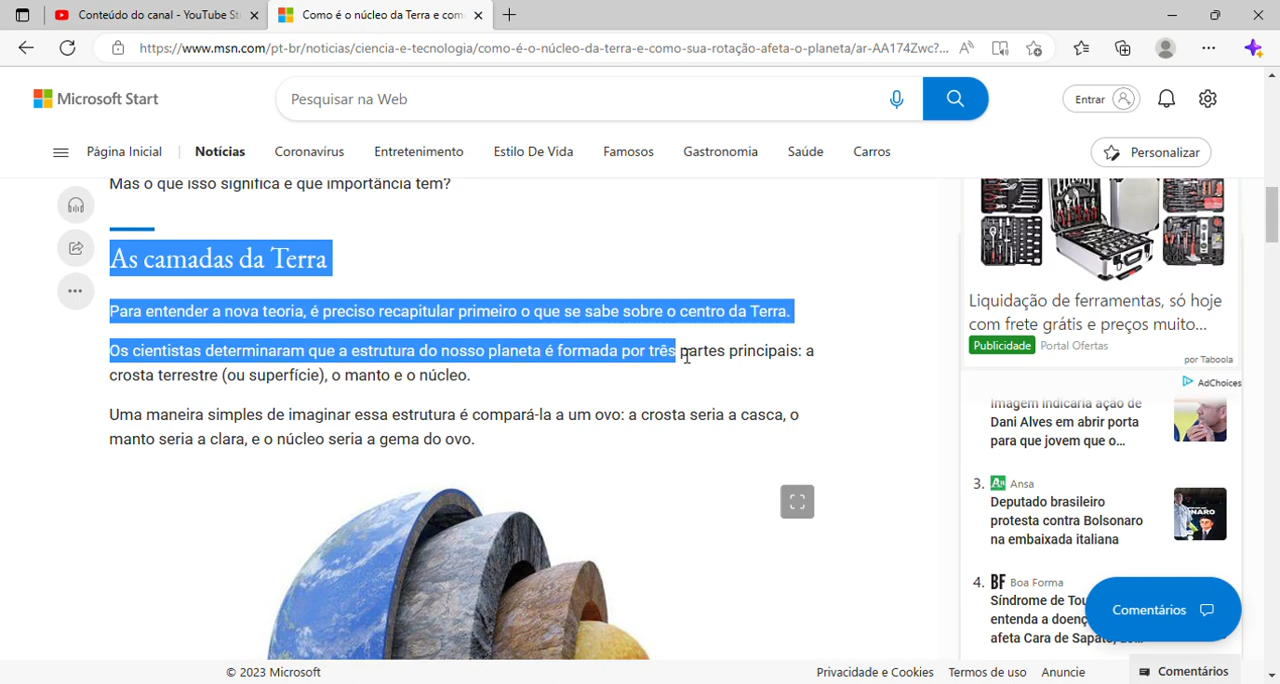 Conteúdo do canal - YouTube St
Como é o núcleo da Terra e com
https://www.msn.com/pt-br/noticias/ciencia-e-tecnologia/como-é-o-núcleo-da-terra-e-como-sua-rotação-afeta-o-planeta/ar-AA174Zwc?...
Microsoft Start
Pesquisar na Web
Entrar
Página Inicial
Notícias
Coronavirus
Entretenimento
Estilo De Vida
Famosos
Gastronomia
Saúde
Carros
Personalizar
Mas o que isso significa e que importância tem?
As camadas da Terra
Para entender a nova teoria, é preciso recapitular primeiro o que se sabe sobre o centro da Terra.
Os cientistas determinaram que a estrutura do nosso planeta é formada por três partes principais: a
crosta terrestre (ou superfície), o manto e o núcleo.
Uma maneira simples de imaginar essa estrutura é compará-la a um ovo: a crosta seria a casca, o
manto seria a clara, e o núcleo seria a gema do ovo.
Liquidação de ferramentas, só hoje
com frete grátis e preços muito...
Publicidade Portal Ofertas
por Taboola
AdChoices
Imagem indicaria ação de
Dani Alves em abrir porta
para que jovem que o...
3. Ansa
Deputado brasileiro
protesta contra Bolsonaro
na embaixada italiana
4. BF Boa Forma
Síndrome de Tou
entenda a doenç
afeta Cara de Sapato, do...
Comentários
© 2023 Microsoft
Privacidade e Cookies
Termos de uso
Anuncie
Comentários